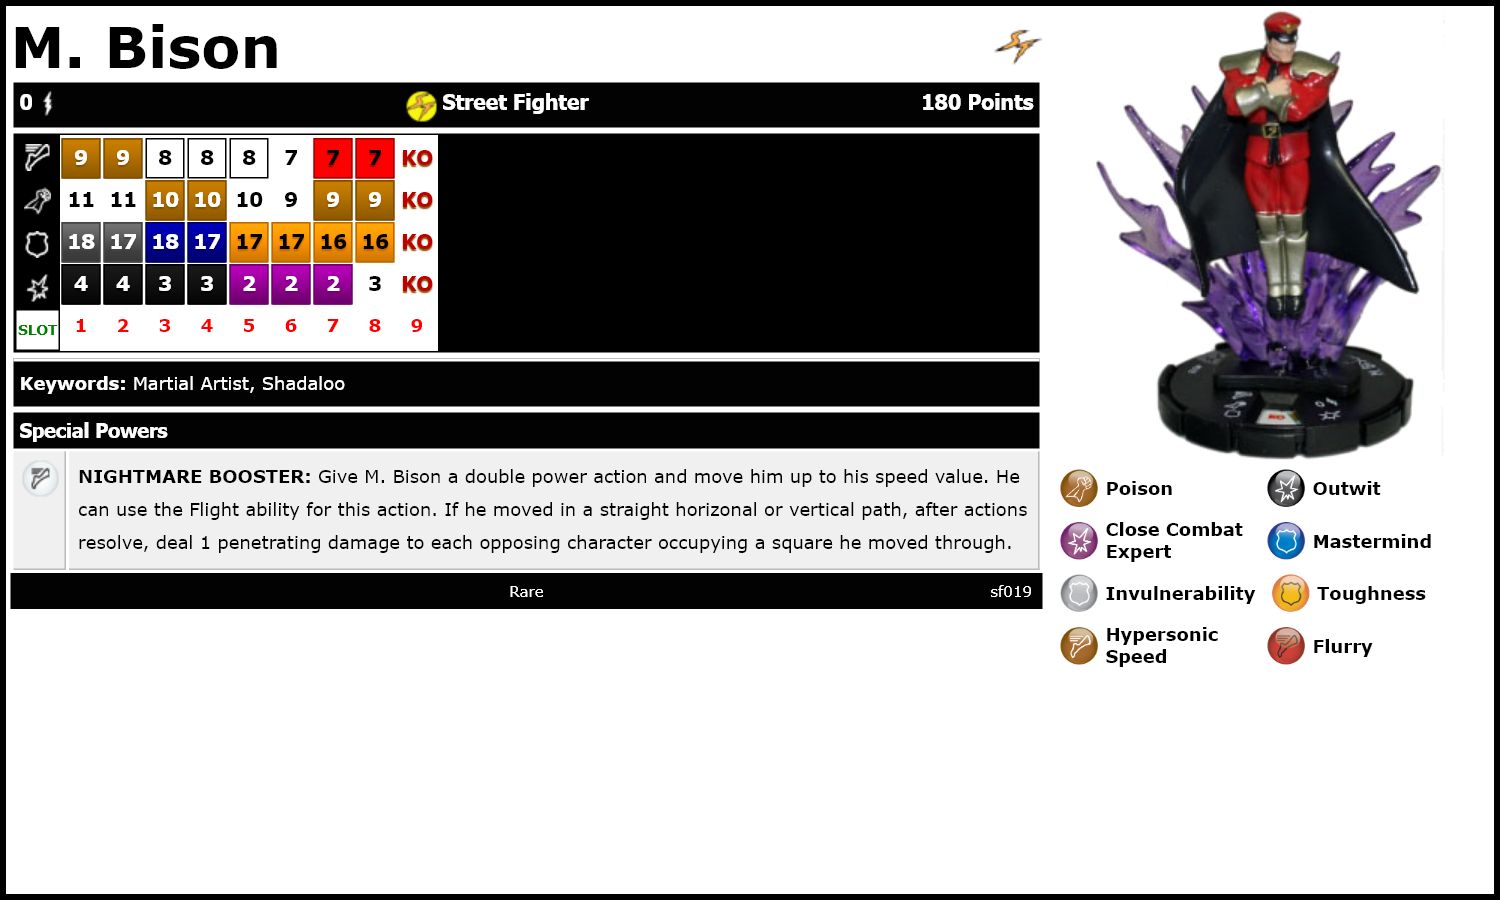 M. Bison
0 Street Fighter 180 Points
9 9 8 8 8 7 7 7 KO
11 11 10 10 10 9 9 9 KO
18 17 18 17 17 17 16 16 KO
4 4 3 3 2 2 2 3 KO
SLOT 1 2 3 4 5 6 7 8 9
Keywords: Martial Artist, Shadaloo
Special Powers
NIGHTMARE BOOSTER: Give M. Bison a double power action and move him up to his speed value. He
can use the Flight ability for this action. If he moved in a straight horizonal or vertical path, after actions
resolve, deal 1 penetrating damage to each opposing character occupying a square he moved through.
Rare sf019
KO
Poison Outwit
Close Combat
Expert
Mastermind
Invulnerability Toughness
Hypersonic
Speed
Flurry